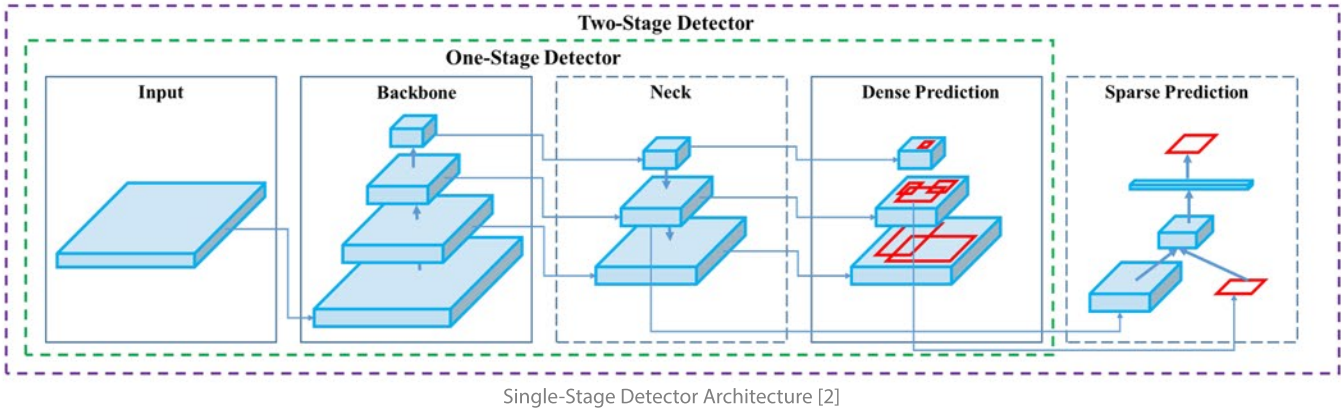 Two-Stage Detector
One-Stage Detector
Input
Backbone
Neck
Dense Prediction
Sparse Prediction
Single-Stage Detector Architecture [2]